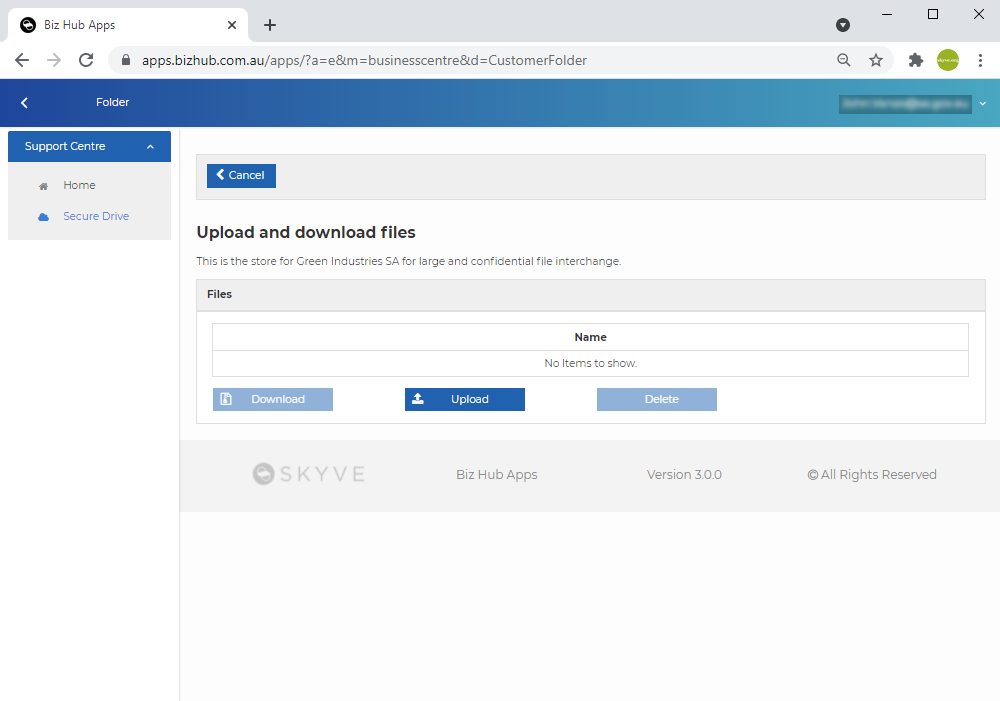 Biz Hub Apps
apps.bizhub.com.au/apps/?a=e&m=businesscentre&d=CustomerFolder
skyve.org
Folder
Support Centre
Home
Secure Drive
Cancel
Upload and download files
This is the store for Green Industries SA for large and confidential file interchange.
Files
Name
No Items to show.
Download
Upload
Delete
SKYVE
Biz Hub Apps
Version 3.0.0
© All Rights Reserved